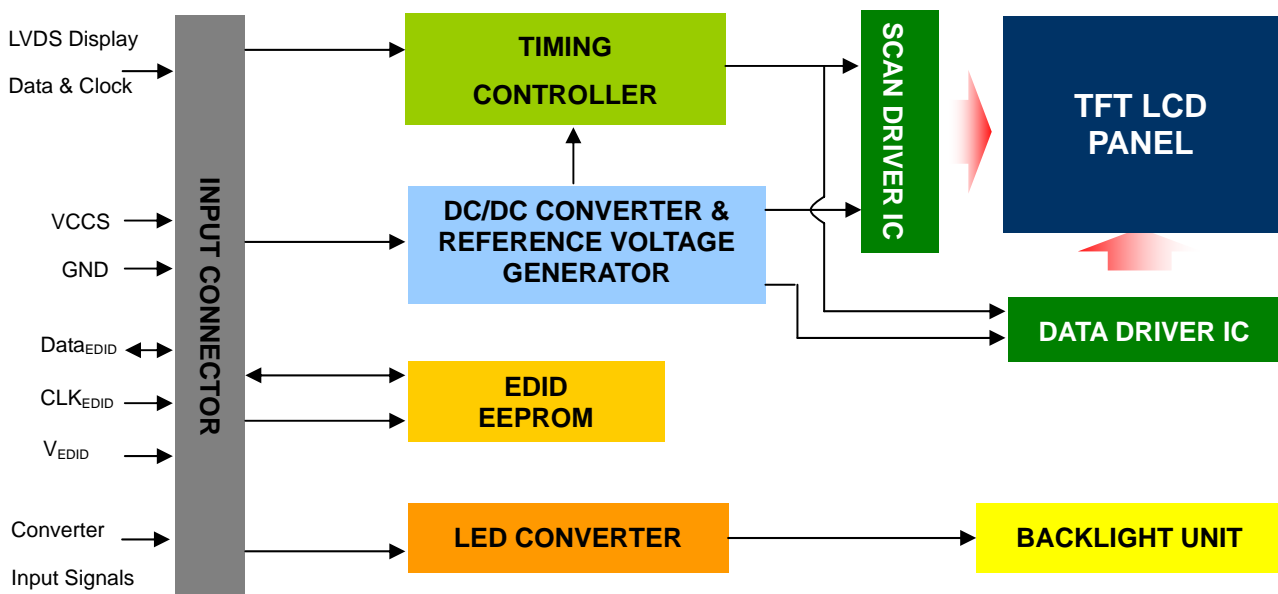 LVDS Display
Data & Clock
VCCS
GND
DataEDID
CLKEDID
VEDID
Converter
Input Signals
INPUT CONNECTOR
TIMING
CONTROLLER
DC/DC CONVERTER &
REFERENCE VOLTAGE
GENERATOR
EDID
EEPROM
LED CONVERTER
SCAN DRIVER IC
TFT LCD
PANEL
DATA DRIVER IC
BACKLIGHT UNIT